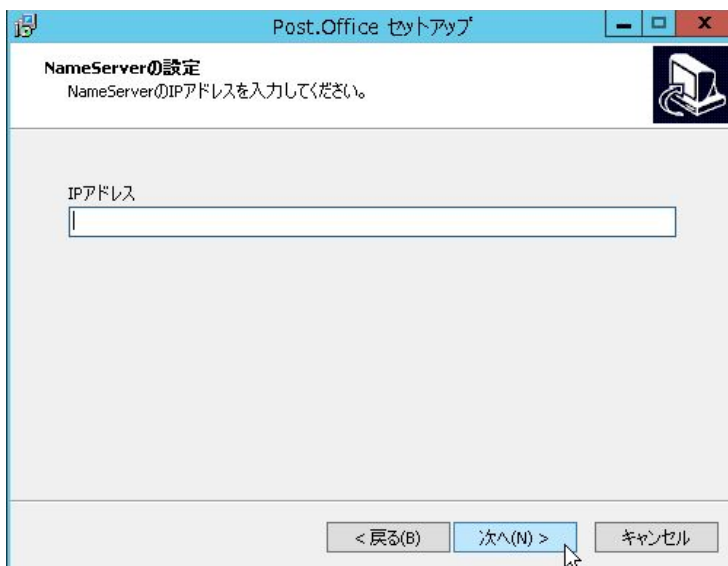 Post.Office セットアップ
NameServerの設定
NameServerのIPアドレスを入力してください。
IPアドレス
< 戻る(B)
次へ(N) >
キャンセル